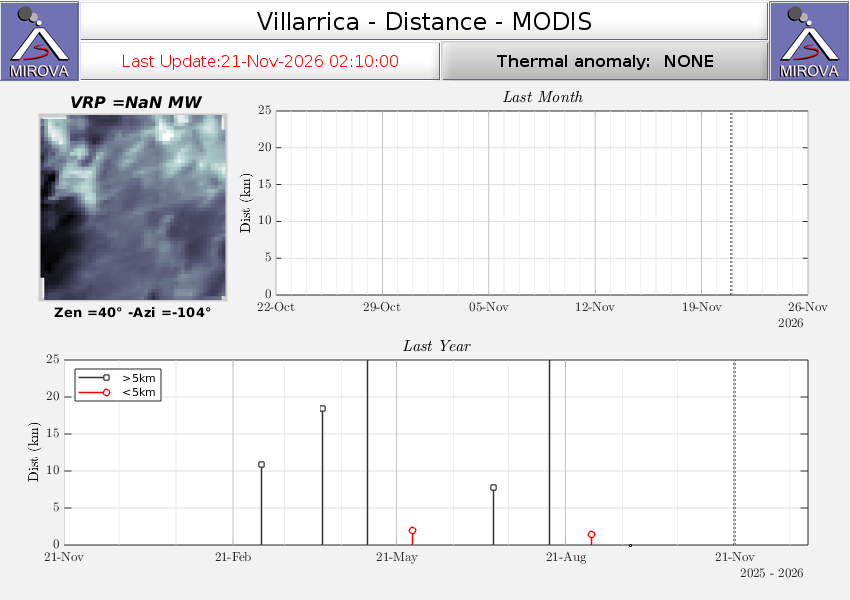 Villarrica - Distance - MODIS
MIROVA
Last Update:21-Nov-2026 02:10:00
Thermal anomaly: NONE
MIROVA
VRP =NaN MW
Zen =40° -Azi =-104°
Last Month
Dist (km)
25
20
15
10
5
0
22-Oct
29-Oct
05-Nov
12-Nov
19-Nov
26-Nov
2026
Last Year
Dist (km)
25
20
15
10
5
0
>5km
<5km
21-Nov
21-Feb
21-May
21-Aug
21-Nov
2025 - 2026